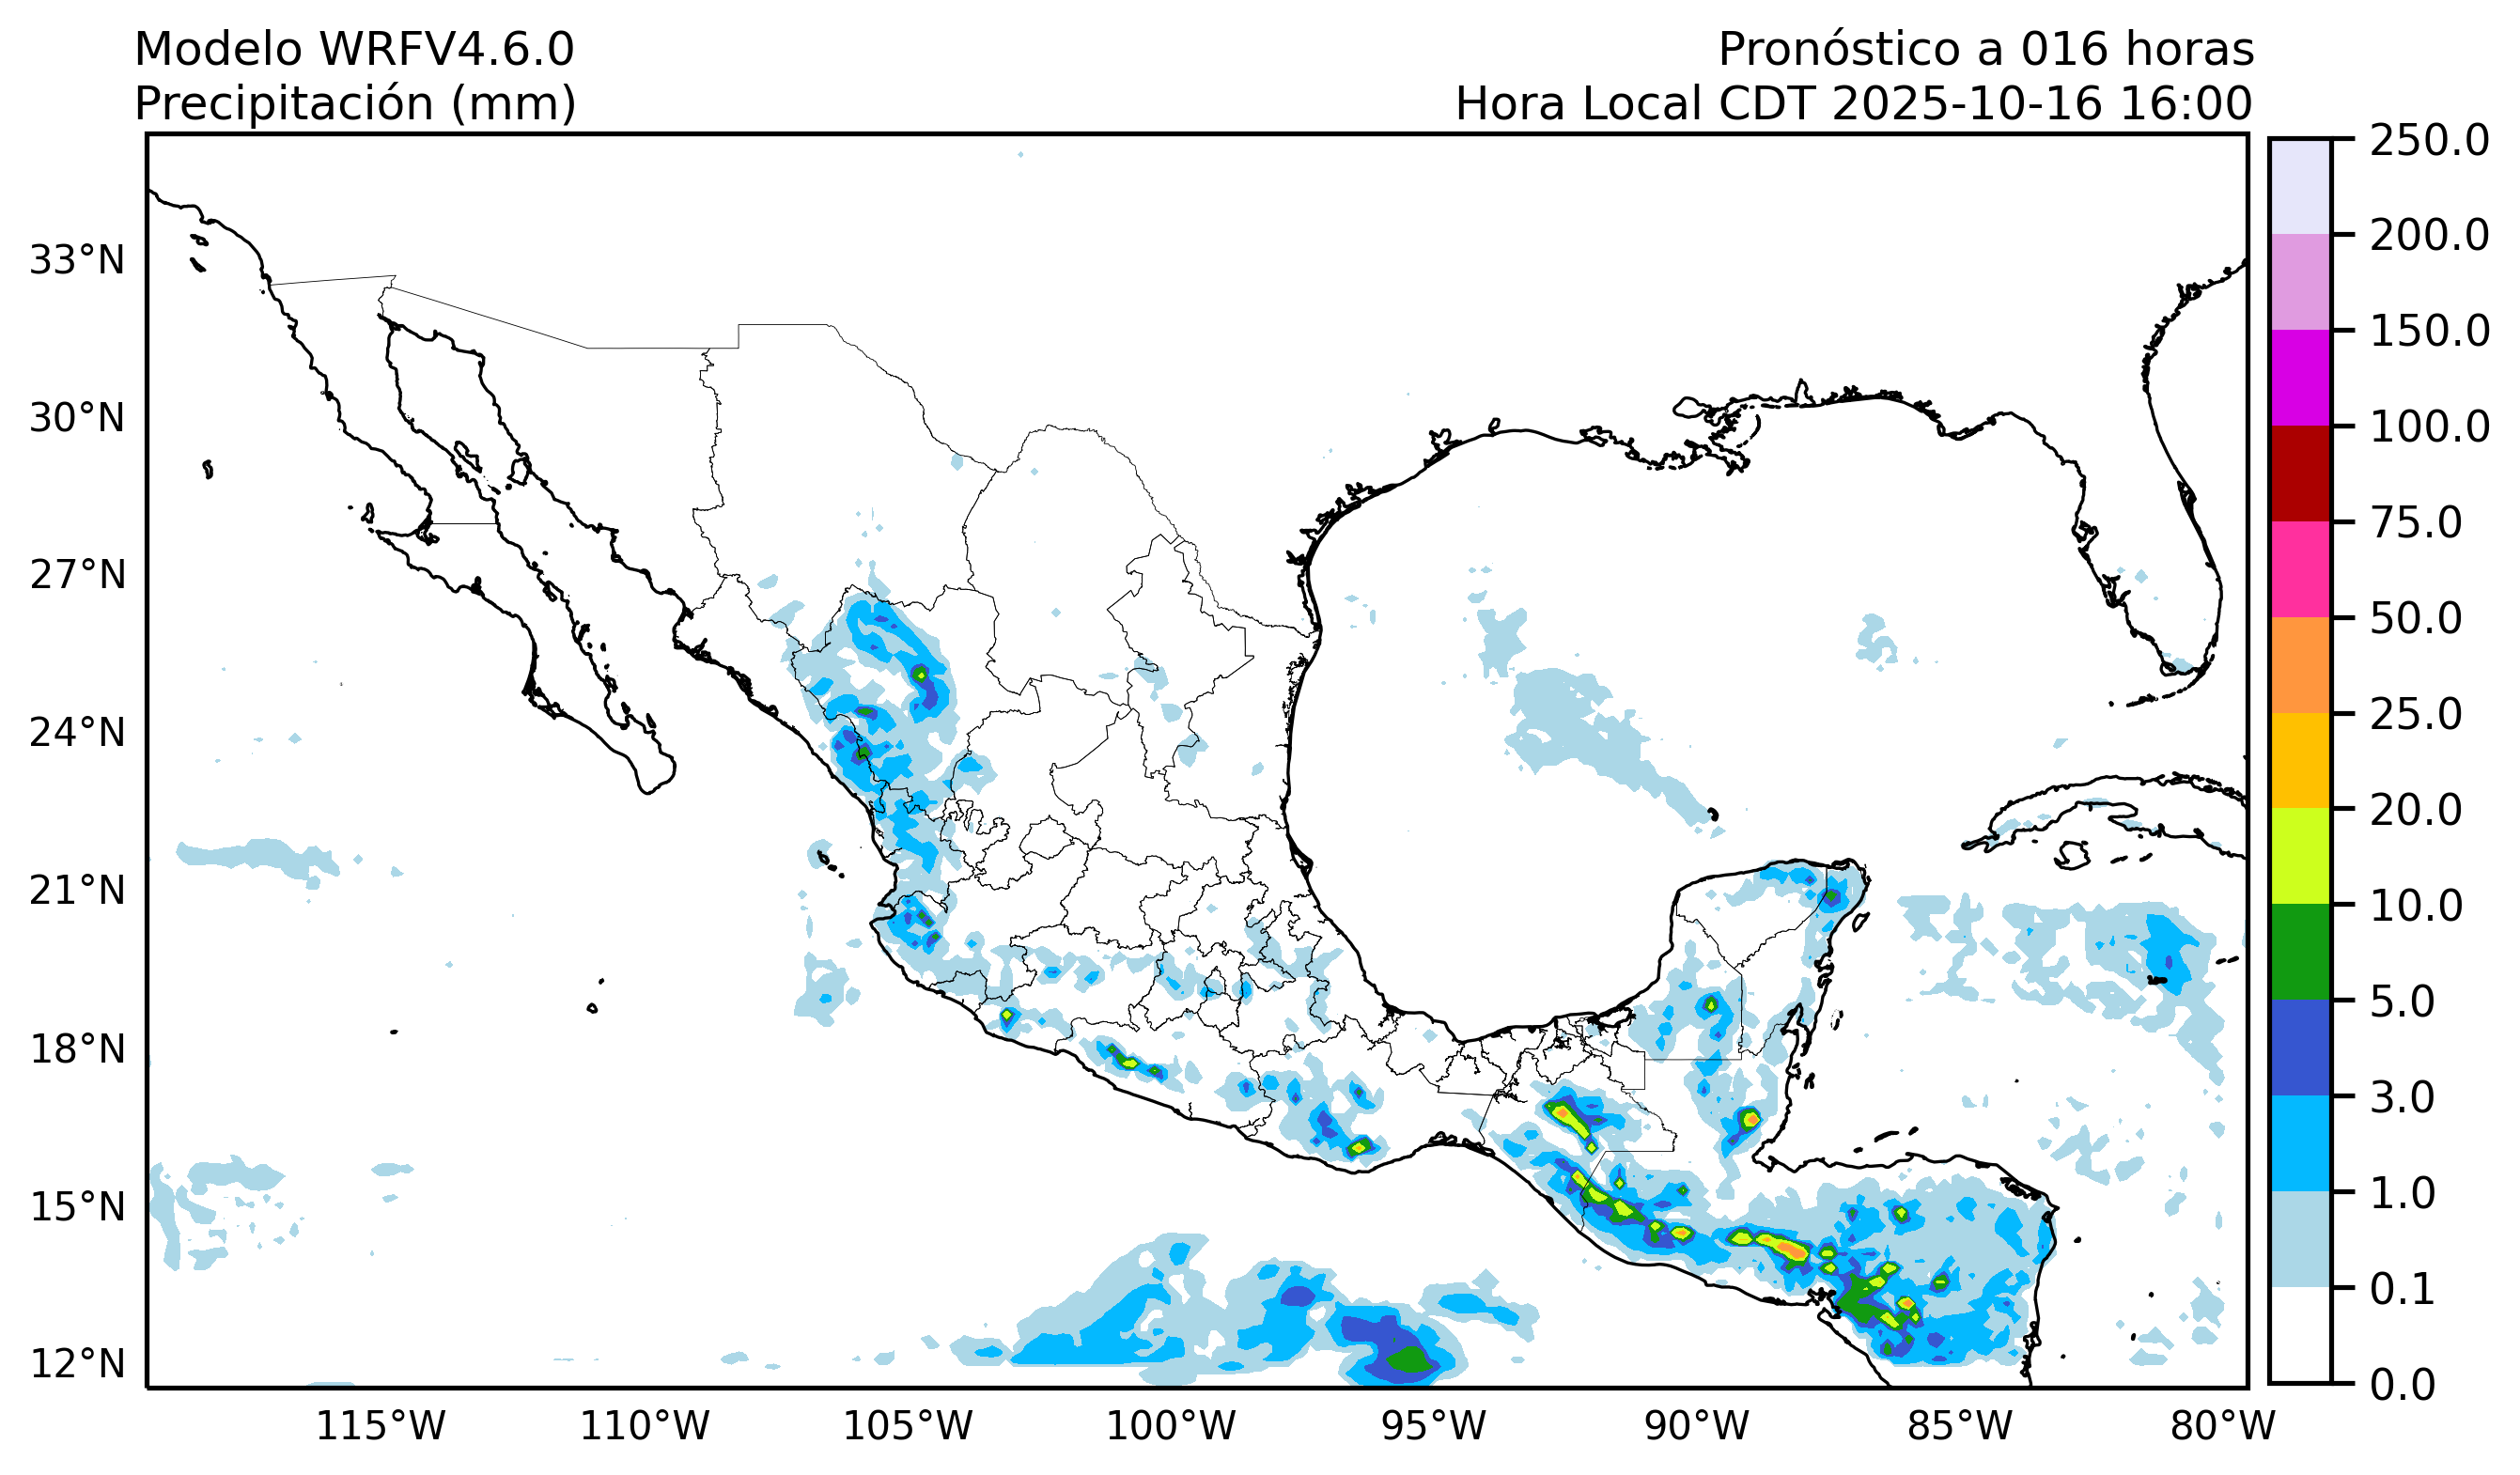 Modelo WRFV4.6.0
Precipitación (mm)
Pronóstico a 016 horas
Hora Local CDT 2025-10-16 16:00
33°N
30°N
27°N
24°N
21°N
18°N
15°N
12°N
115°W
110°W
105°W
100°W
95°W
90°W
85°W
80°W
250.0
200.0
150.0
100.0
75.0
50.0
25.0
20.0
10.0
5.0
3.0
1.0
0.1
0.0